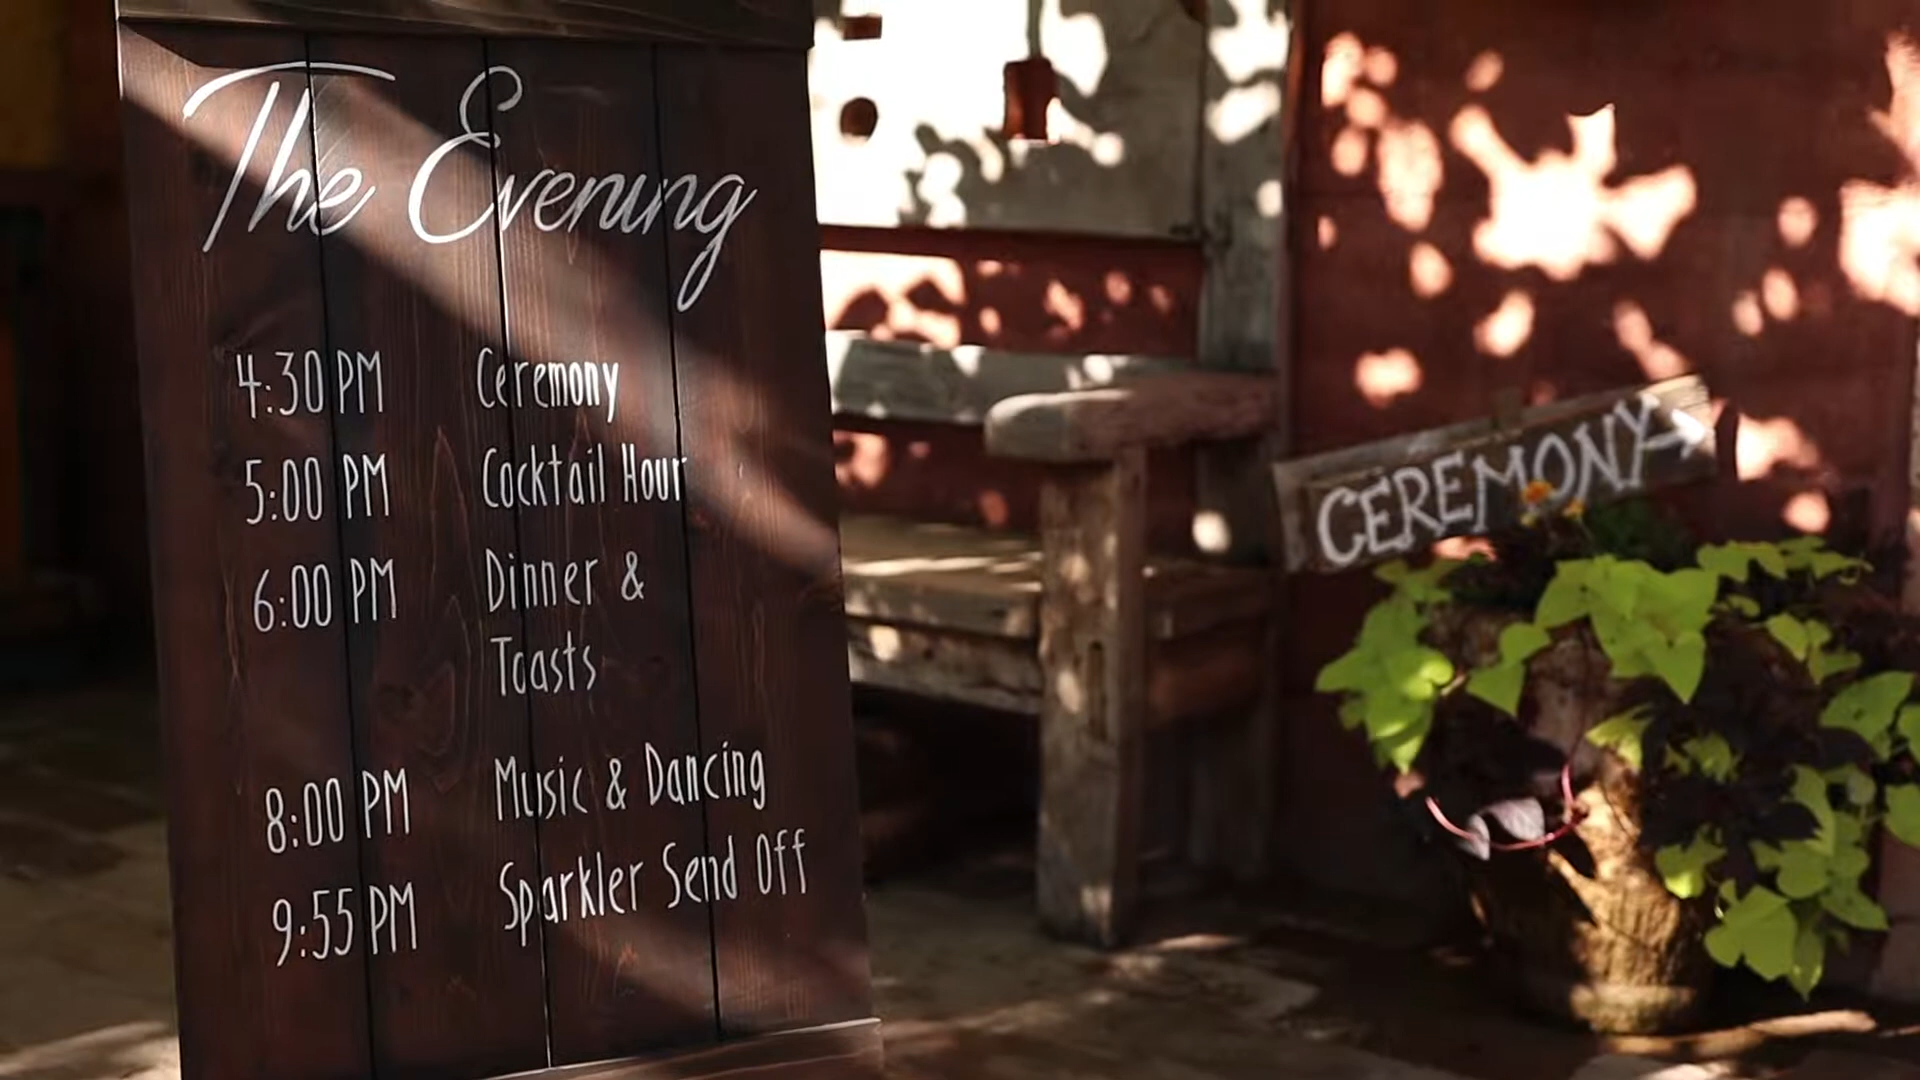 The Evening
4:30 PM Ceremony
5:00 PM Cocktail Hour
6:00 PM Dinner &
Toasts
8:00 PM Music & Dancing
9:55 PM Sparkler Send Off
CEREMONY→